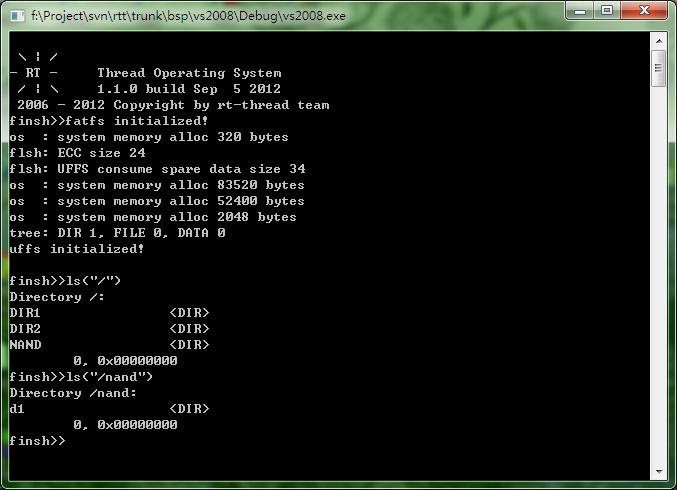 f:\Project\svn\rtt\trunk\bsp\vs2008\Debug\vs2008.exe
 \ | /
- RT -     Thread Operating System
 / | \     1.1.0 build Sep  5 2012
 2006 - 2012 Copyright by rt-thread team
finsh>>fatfs initialized!
os  : system memory alloc 320 bytes
flsh: ECC size 24
flsh: UFFS consume spare data size 34
os  : system memory alloc 83520 bytes
os  : system memory alloc 52400 bytes
os  : system memory alloc 2048 bytes
tree: DIR 1, FILE 0, DATA 0
uffs initialized!
finsh>>ls("/")
Directory /:
DIR1                <DIR>
DIR2                <DIR>
NAND                <DIR>
        0, 0x00000000
finsh>>ls("/nand")
Directory /nand:
d1                  <DIR>
        0, 0x00000000
finsh>>